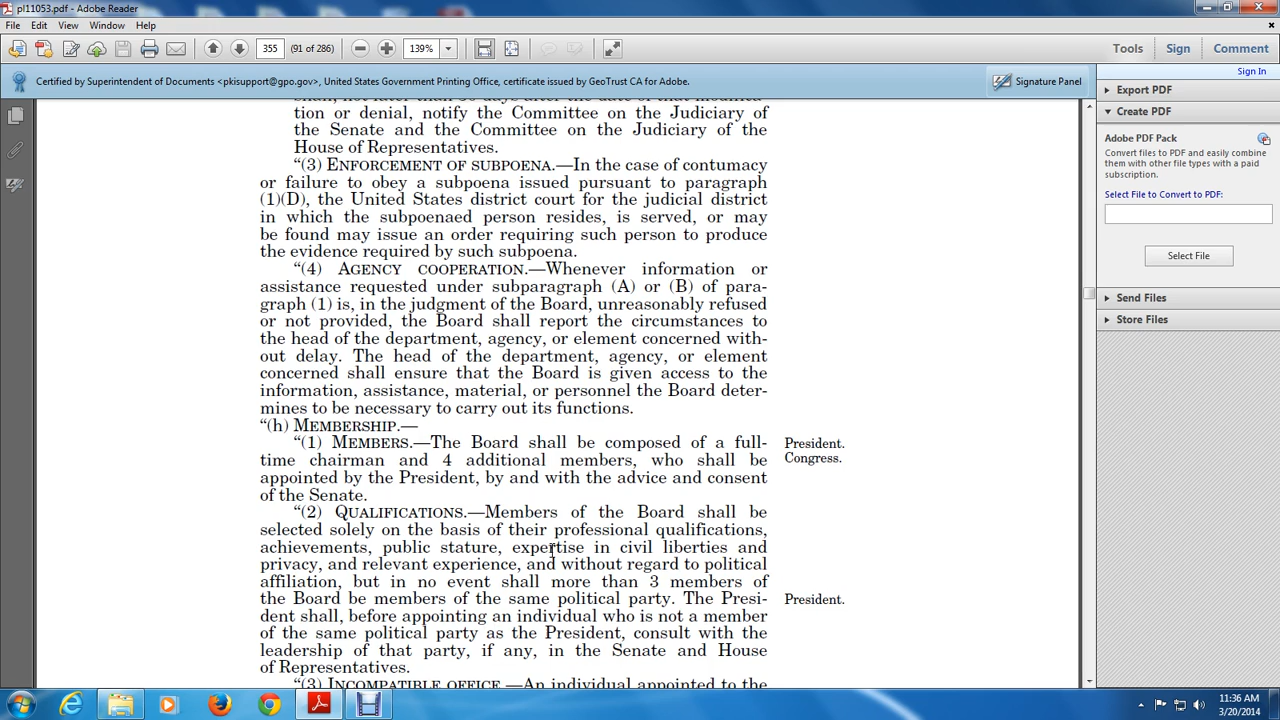 pl11053.pdf - Adobe Reader
File Edit View Window Help
355 (91 of 286) 139% Tools Sign Comment
Certified by Superintendent of Documents <pkisupport@gpo.gov>, United States Government Printing Office, certificate issued by GeoTrust CA for Adobe. Signature Panel
Sign In
Export PDF
Create PDF
Adobe PDF Pack
Convert files to PDF and easily combine
them with other file types with a paid
subscription.
Select File to Convert to PDF:
Select File
Send Files
Store Files
tion or denial, notify the Committee on the Judiciary of
the Senate and the Committee on the Judiciary of the
House of Representatives.
“(3) ENFORCEMENT OF SUBPOENA.—In the case of contumacy
or failure to obey a subpoena issued pursuant to paragraph
(1)(D), the United States district court for the judicial district
in which the subpoenaed person resides, is served, or may
be found may issue an order requiring such person to produce
the evidence required by such subpoena.
“(4) AGENCY COOPERATION.—Whenever information or
assistance requested under subparagraph (A) or (B) of para-
graph (1) is, in the judgment of the Board, unreasonably refused
or not provided, the Board shall report the circumstances to
the head of the department, agency, or element concerned with-
out delay. The head of the department, agency, or element
concerned shall ensure that the Board is given access to the
information, assistance, material, or personnel the Board deter-
mines to be necessary to carry out its functions.
“(h) MEMBERSHIP.—
“(1) MEMBERS.—The Board shall be composed of a full-
time chairman and 4 additional members, who shall be
appointed by the President, by and with the advice and consent
of the Senate.
President.
Congress.
“(2) QUALIFICATIONS.—Members of the Board shall be
selected solely on the basis of their professional qualifications,
achievements, public stature, expertise in civil liberties and
privacy, and relevant experience, and without regard to political
affiliation, but in no event shall more than 3 members of
the Board be members of the same political party. The Presi-
dent shall, before appointing an individual who is not a member
of the same political party as the President, consult with the
leadership of that party, if any, in the Senate and House
of Representatives.
President.
“(3) INCOMPATIBLE OFFICE.—An individual appointed to the
11:36 AM
3/20/2014